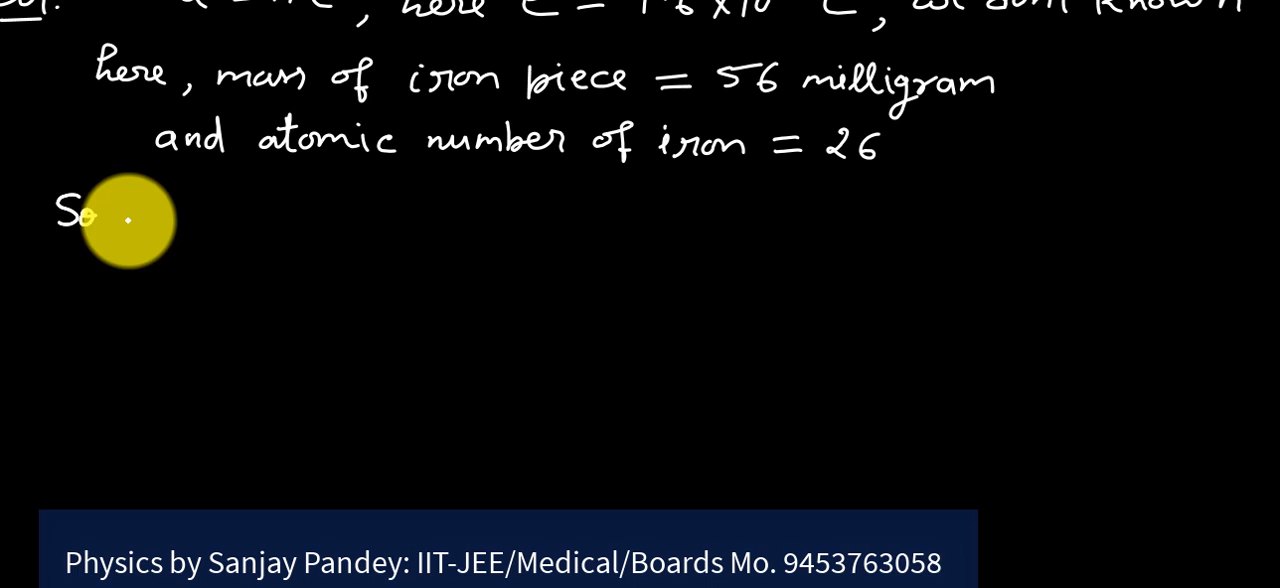 here
here, mass of iron piece = 56 milligram
and atomic number of iron = 26
So
Physics by Sanjay Pandey: IIT-JEE/Medical/Boards Mo. 9453763058